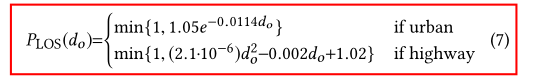 P_LOS(d_o)={min{1, 1.05e^{−0.0114d_o}} if urban
min{1, (2.1·10^{−6})d_o^2−0.002d_o+1.02} if highway (7)